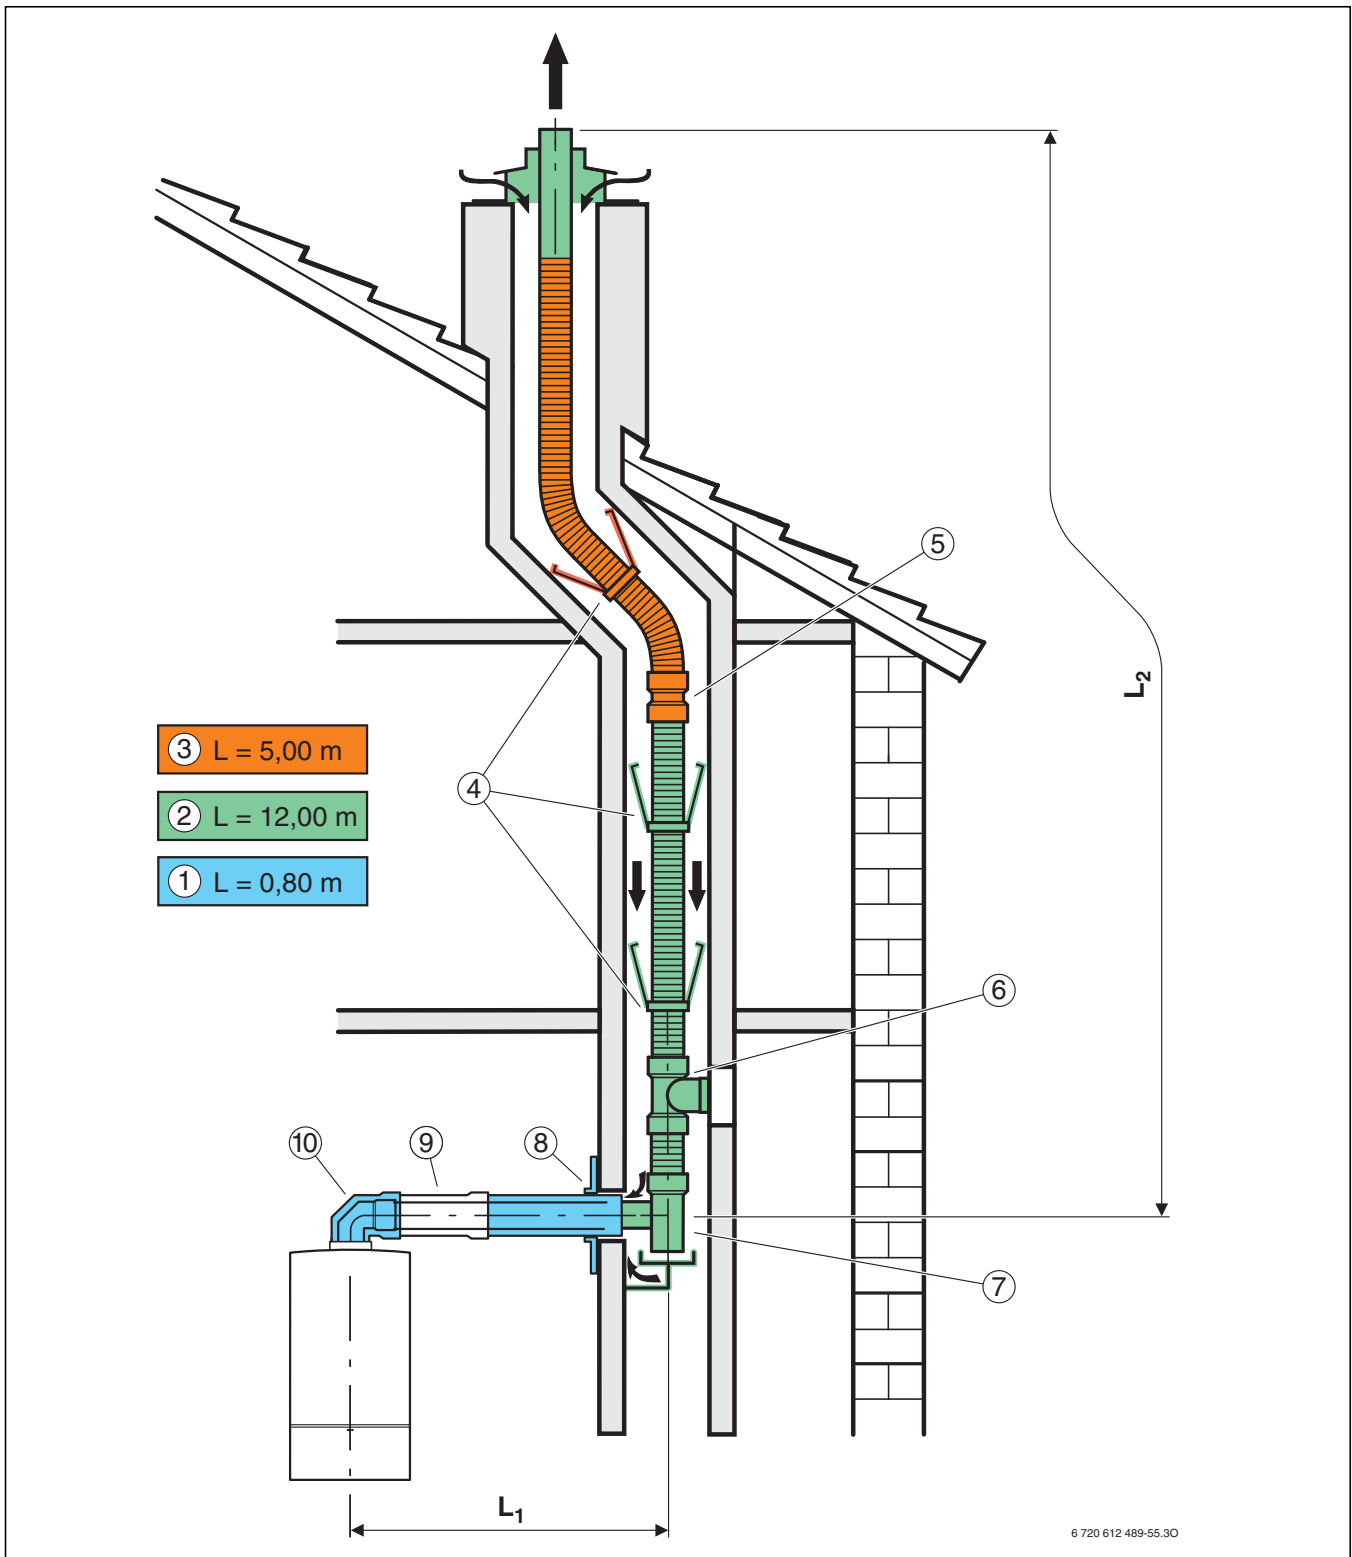 5
L₂
3 L = 5,00 m
4
2 L = 12,00 m
1 L = 0,80 m
6
10
9
8
7
L₁
6 720 612 489-55.3O